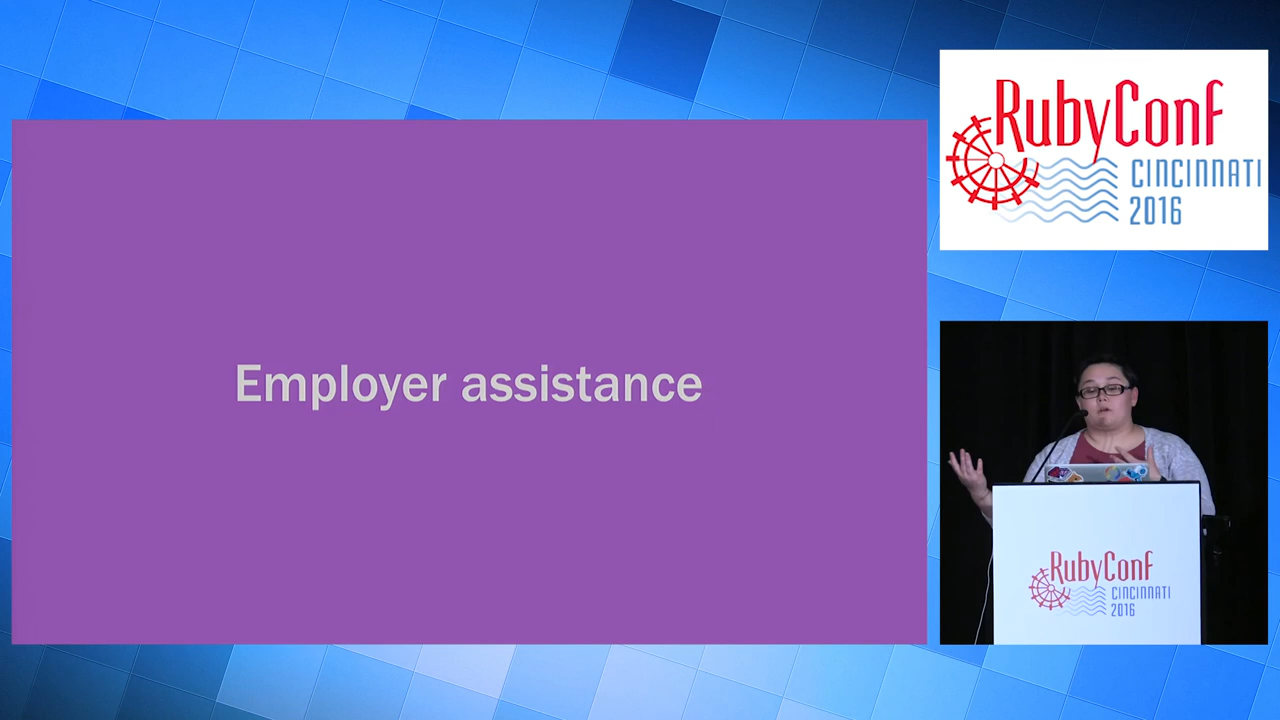 Employer assistance
RubyConf
CINCINNATI
2016
RubyConf
CINCINNATI
2016